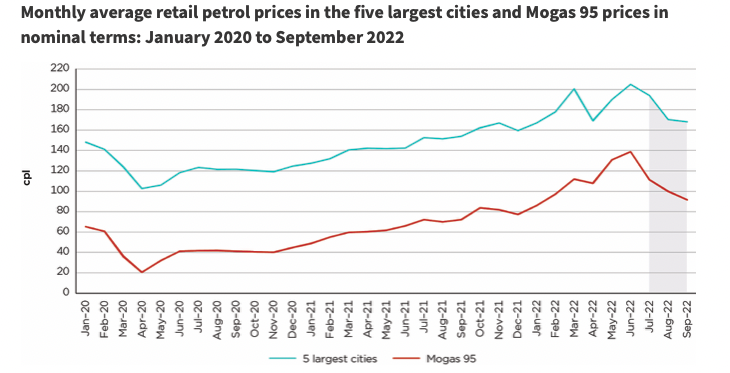 Monthly average retail petrol prices in the five largest cities and Mogas 95 prices in
nominal terms: January 2020 to September 2022
220
200
180
160
140
120
100
80
60
40
20
0
cpl
Jan-20
Feb-20
Mar-20
Apr-20
May-20
Jun-20
Jul-20
Aug-20
Sep-20
Oct-20
Nov-20
Dec-20
Jan-21
Feb-21
Mar-21
Apr-21
May-21
Jun-21
Jul-21
Aug-21
Sep-21
Oct-21
Nov-21
Dec-21
Jan-22
Feb-22
Mar-22
Apr-22
May-22
Jun-22
Jul-22
Aug-22
Sep-22
5 largest cities
Mogas 95